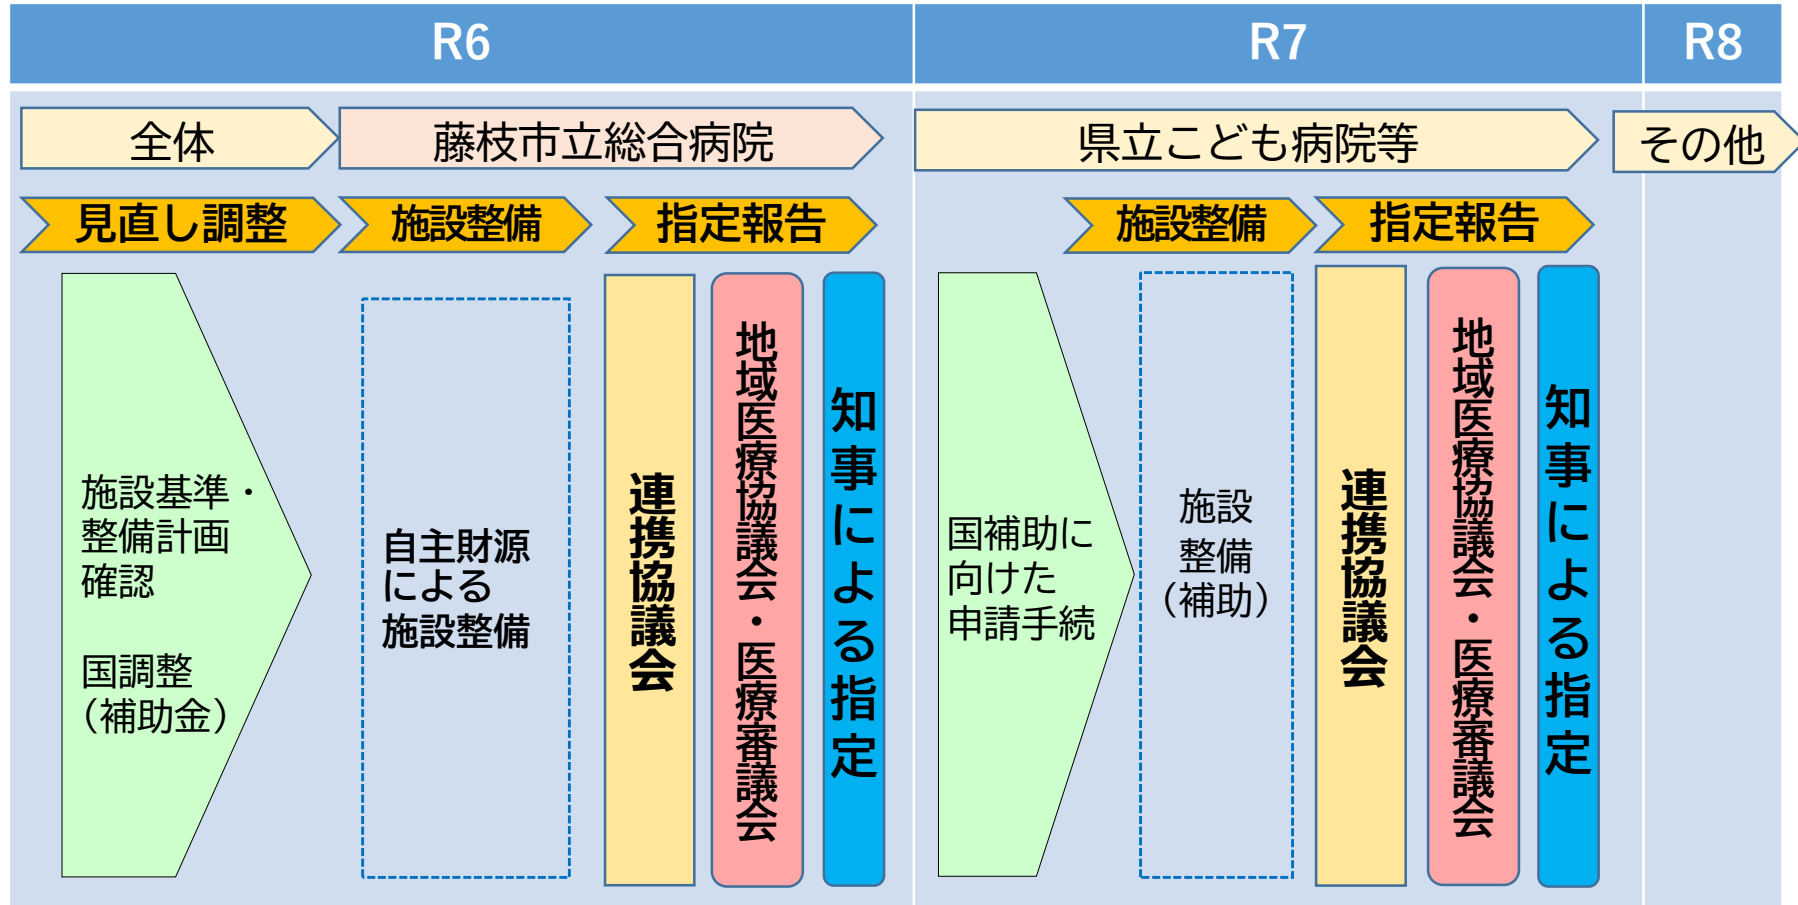 R6
R7
R8
全体
藤枝市立総合病院
県立こども病院等
その他
見直し調整
施設整備
指定報告
施設整備
指定報告
施設基準・
整備計画
確認
国調整
（補助金）
自主財源
による
施設整備
連携協議会
地域医療協議会・医療審議会
知事による指定
国補助に
向けた
申請手続
施設
整備
（補助）
連携協議会
地域医療協議会・医療審議会
知事による指定